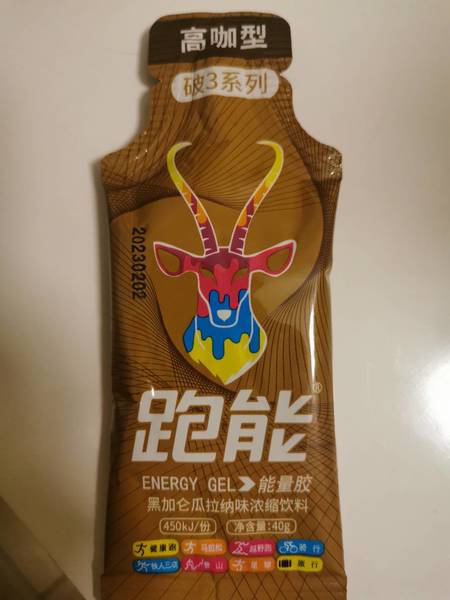 高咖型
破3系列
20230202
跑能®
ENERGY GEL 能量胶
黑加仑瓜拉纳味浓缩饮料
450kJ/份 净含量:40g
健康跑 马拉松 越野跑 骑行
铁人三项 登山 足球 旅行